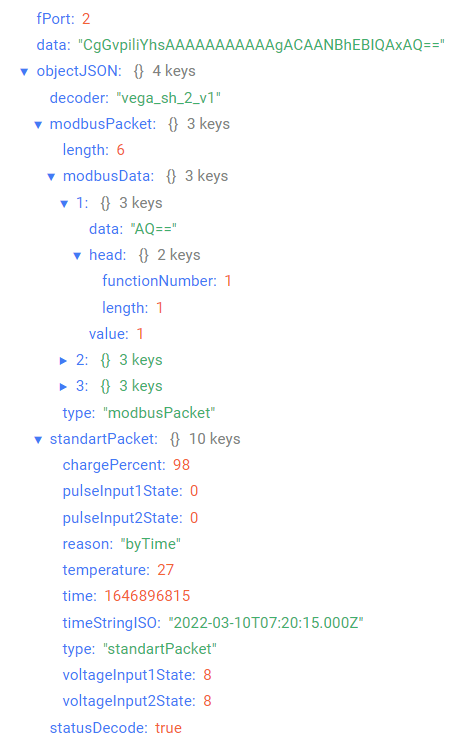 fPort: 2
data: "CgGvpiliYhsAAAAAAAAAAAgACAANBhEBIQAxAQ=="
objectJSON: {} 4 keys
decoder: "vega_sh_2_v1"
modbusPacket: {} 3 keys
length: 6
modbusData: {} 3 keys
1: {} 3 keys
data: "AQ=="
head: {} 2 keys
functionNumber: 1
length: 1
value: 1
2: {} 3 keys
3: {} 3 keys
type: "modbusPacket"
standartPacket: {} 10 keys
chargePercent: 98
pulseInput1State: 0
pulseInput2State: 0
reason: "byTime"
temperature: 27
time: 1646896815
timeStringISO: "2022-03-10T07:20:15.000Z"
type: "standartPacket"
voltageInput1State: 8
voltageInput2State: 8
statusDecode: true